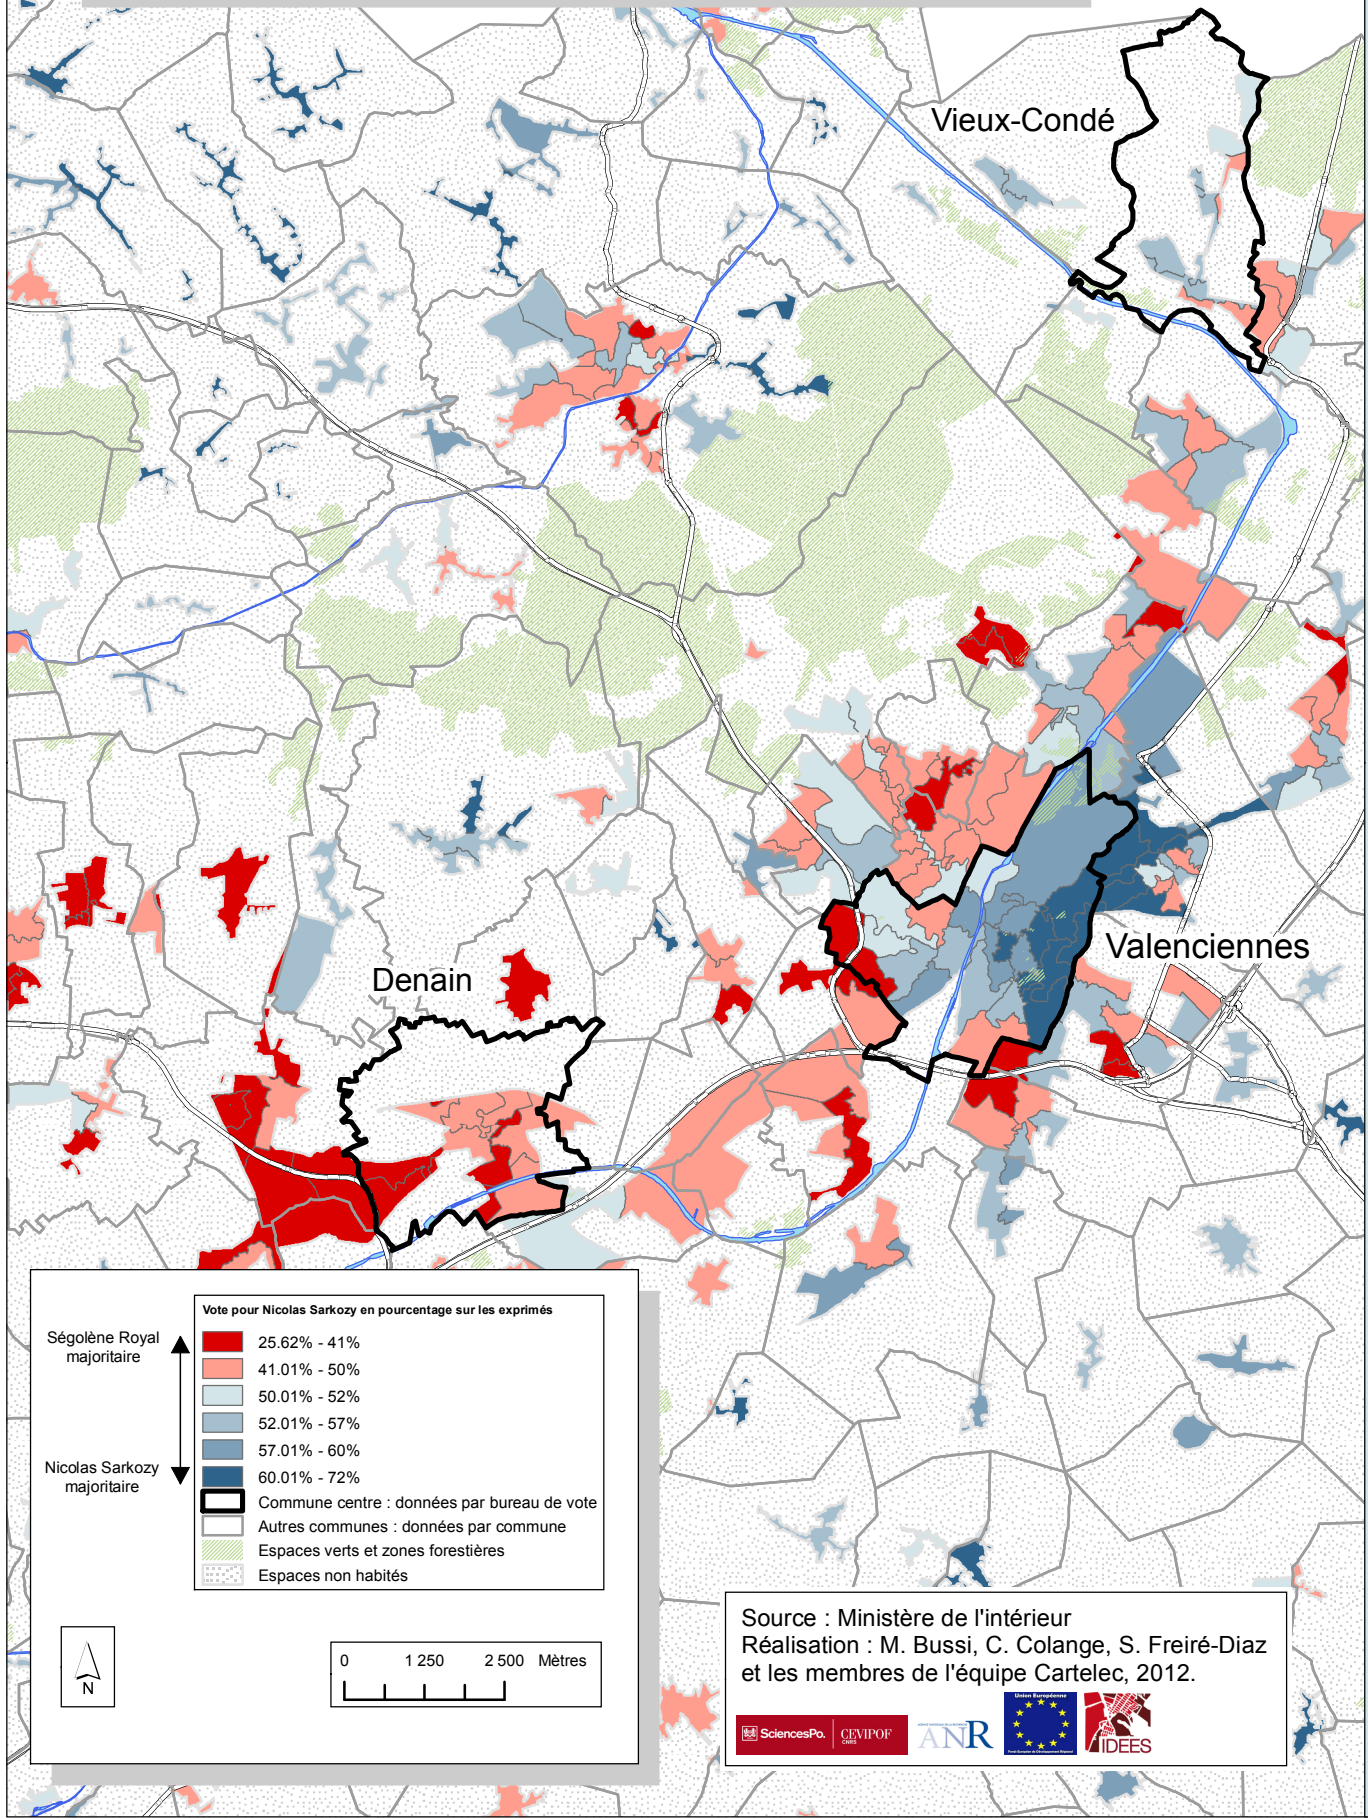 Vieux-Condé
Valenciennes
Denain
Vote pour Nicolas Sarkozy en pourcentage sur les exprimés
Ségolène Royal
majoritaire
Nicolas Sarkozy
majoritaire
25.62% - 41%
41.01% - 50%
50.01% - 52%
52.01% - 57%
57.01% - 60%
60.01% - 72%
Commune centre : données par bureau de vote
Autres communes : données par commune
Espaces verts et zones forestières
Espaces non habités
N
0 1 250 2 500 Mètres
Source : Ministère de l'intérieur
Réalisation : M. Bussi, C. Colange, S. Freiré-Diaz
et les membres de l'équipe Cartelec, 2012.
SciencesPo.
CEVIPOF
CNRS
ANR
Union Européenne
IDEES